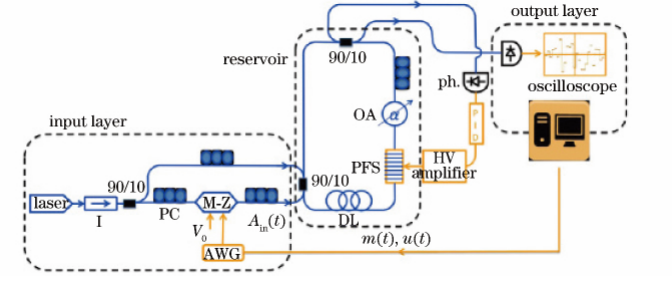 output layer
reservoir
90/10
ph.
oscilloscope
OA
α
PID
input layer
PFS
HV
amplifier
90/10
90/10
laser
I
PC
M-Z
A_in(t)
DL
V_0
m(t), u(t)
AWG